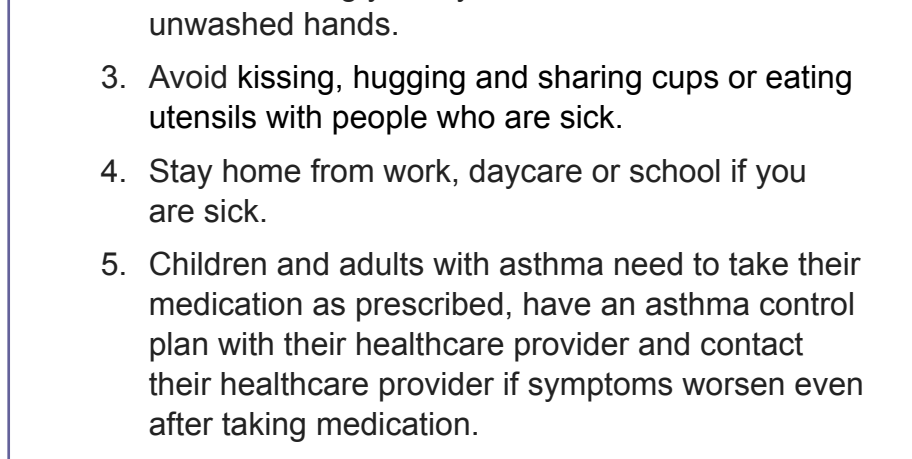 unwashed hands.
3. Avoid kissing, hugging and sharing cups or eating
utensils with people who are sick.
4. Stay home from work, daycare or school if you
are sick.
5. Children and adults with asthma need to take their
medication as prescribed, have an asthma control
plan with their healthcare provider and contact
their healthcare provider if symptoms worsen even
after taking medication.